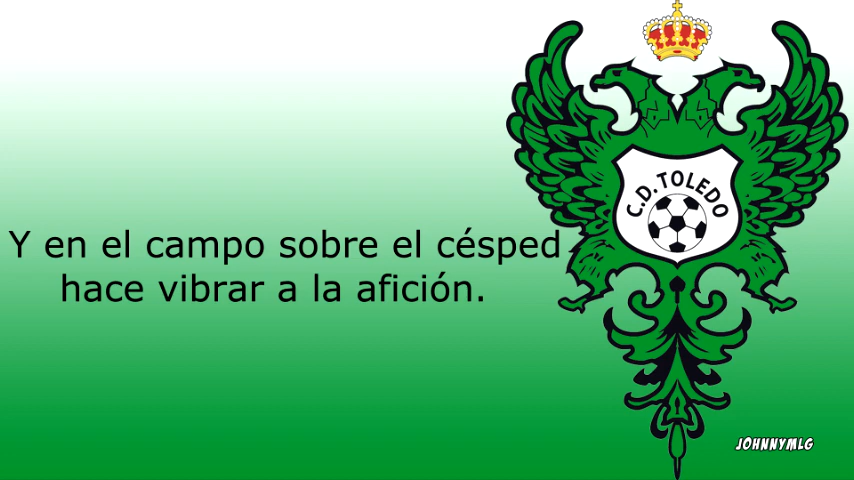 C.D. TOLEDO
Y en el campo sobre el césped
hace vibrar a la afición.
JOHNNYMLG